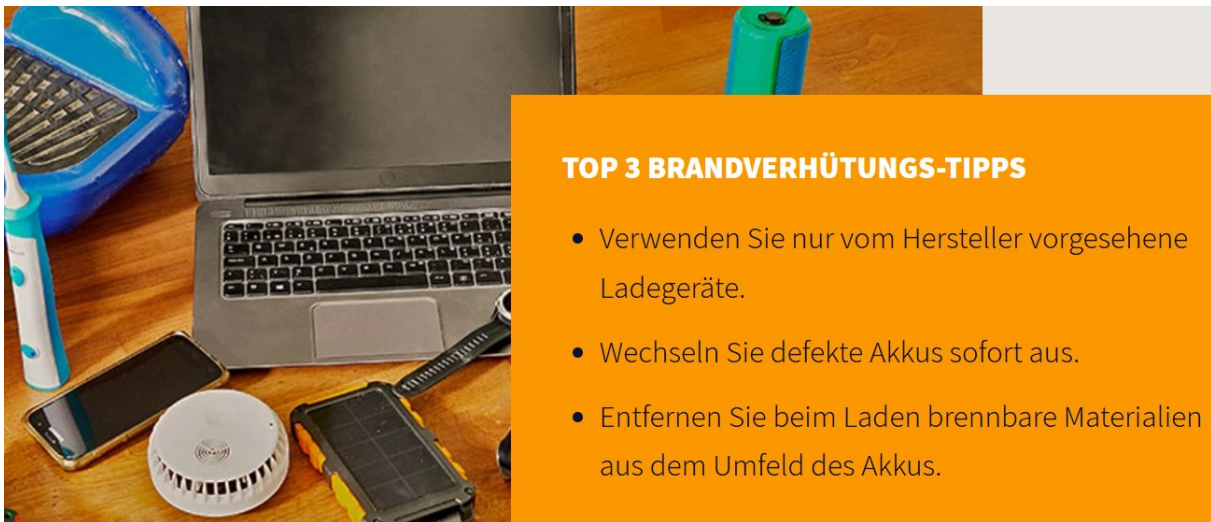 TOP 3 BRANDVERHÜTUNGS-TIPPS
• Verwenden Sie nur vom Hersteller vorgesehene
Ladegeräte.
• Wechseln Sie defekte Akkus sofort aus.
• Entfernen Sie beim Laden brennbare Materialien
aus dem Umfeld des Akkus.